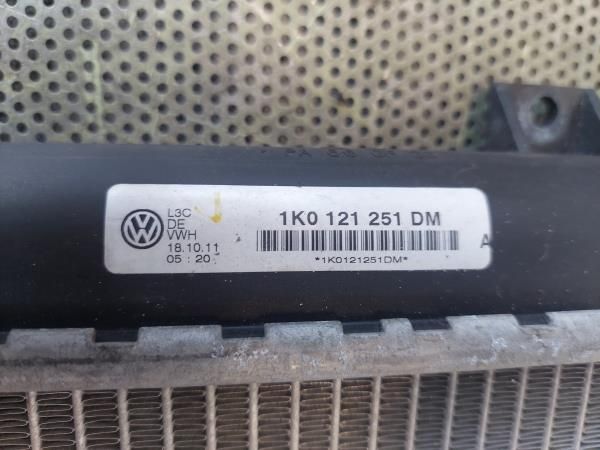 L3C
DE
VWH
18.10.11
05 : 20
1K0 121 251 DM
*1K0121251DM*
A